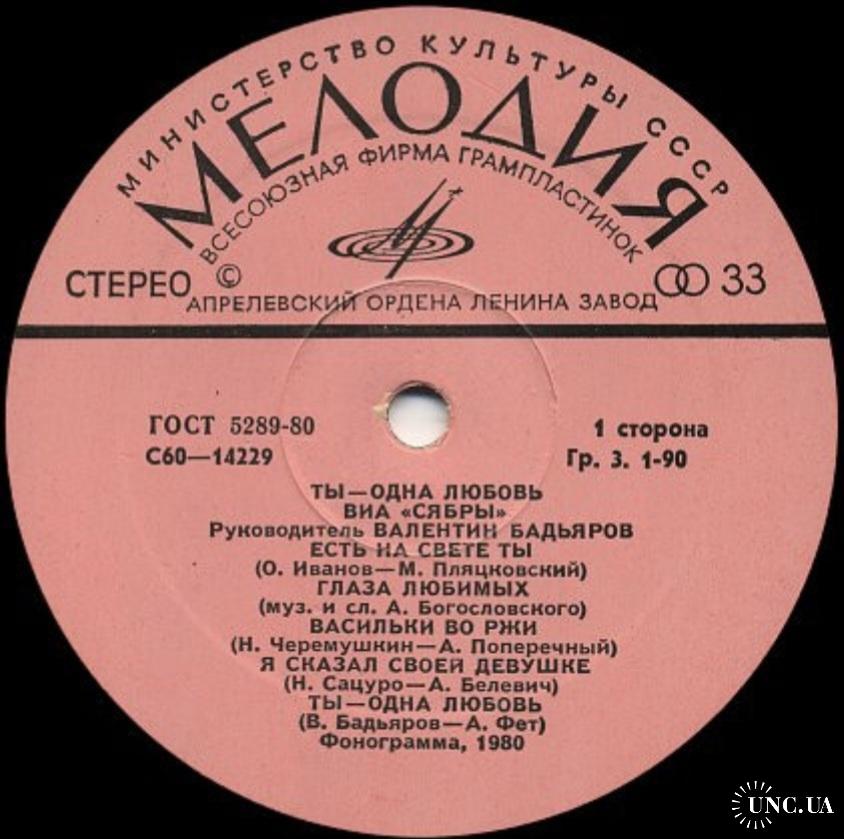 МИНИСТЕРСТВО КУЛЬТУРЫ СССР
МЕЛОДИЯ
ВСЕСОЮЗНАЯ ФИРМА ГРАМПЛАСТИНОК
СТЕРЕО © 33
АПРЕЛЕВСКИЙ ОРДЕНА ЛЕНИНА ЗАВОД
ГОСТ 5289-80 1 сторона
С60—14229 Гр. 3. 1-90
ТЫ—ОДНА ЛЮБОВЬ
ВИА «СЯБРЫ»
Руководитель ВАЛЕНТИН БАДЬЯРОВ
ЕСТЬ НА СВЕТЕ ТЫ
(О. Иванов—М. Пляцковский)
ГЛАЗА ЛЮБИМЫХ
(муз. и сл. А. Богословского)
ВАСИЛЬКИ ВО РЖИ
(Н. Черемушкин—А. Поперечный)
Я СКАЗАЛ СВОЕЙ ДЕВУШКЕ
(Н. Сацуро—А. Белевич)
ТЫ—ОДНА ЛЮБОВЬ
(В. Бадьяров—А. Фет)
Фонограмма, 1980
UNC.UA